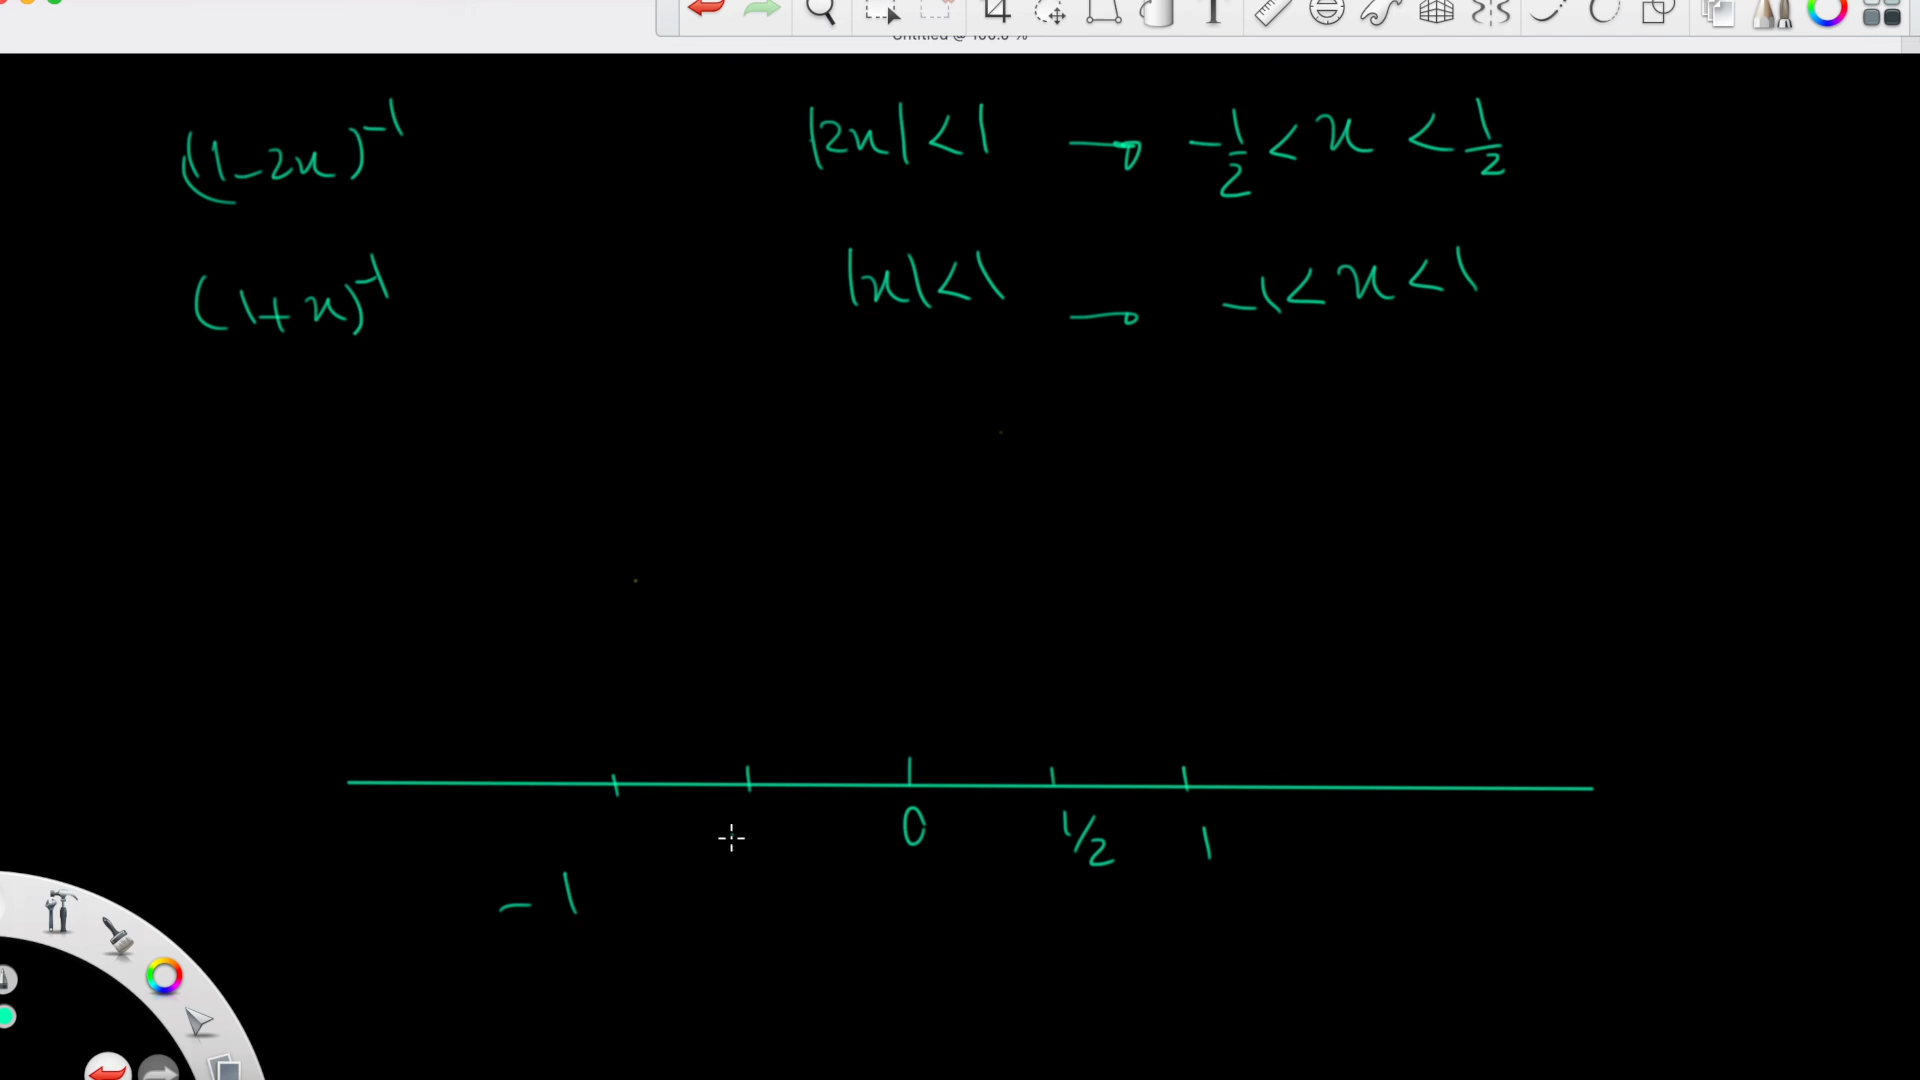 (1-2x)⁻¹ |2x|<1 → -1/2 < x < 1/2
(1+x)⁻¹ |x|<1 → -1<x<1
0 1/2 1
-1